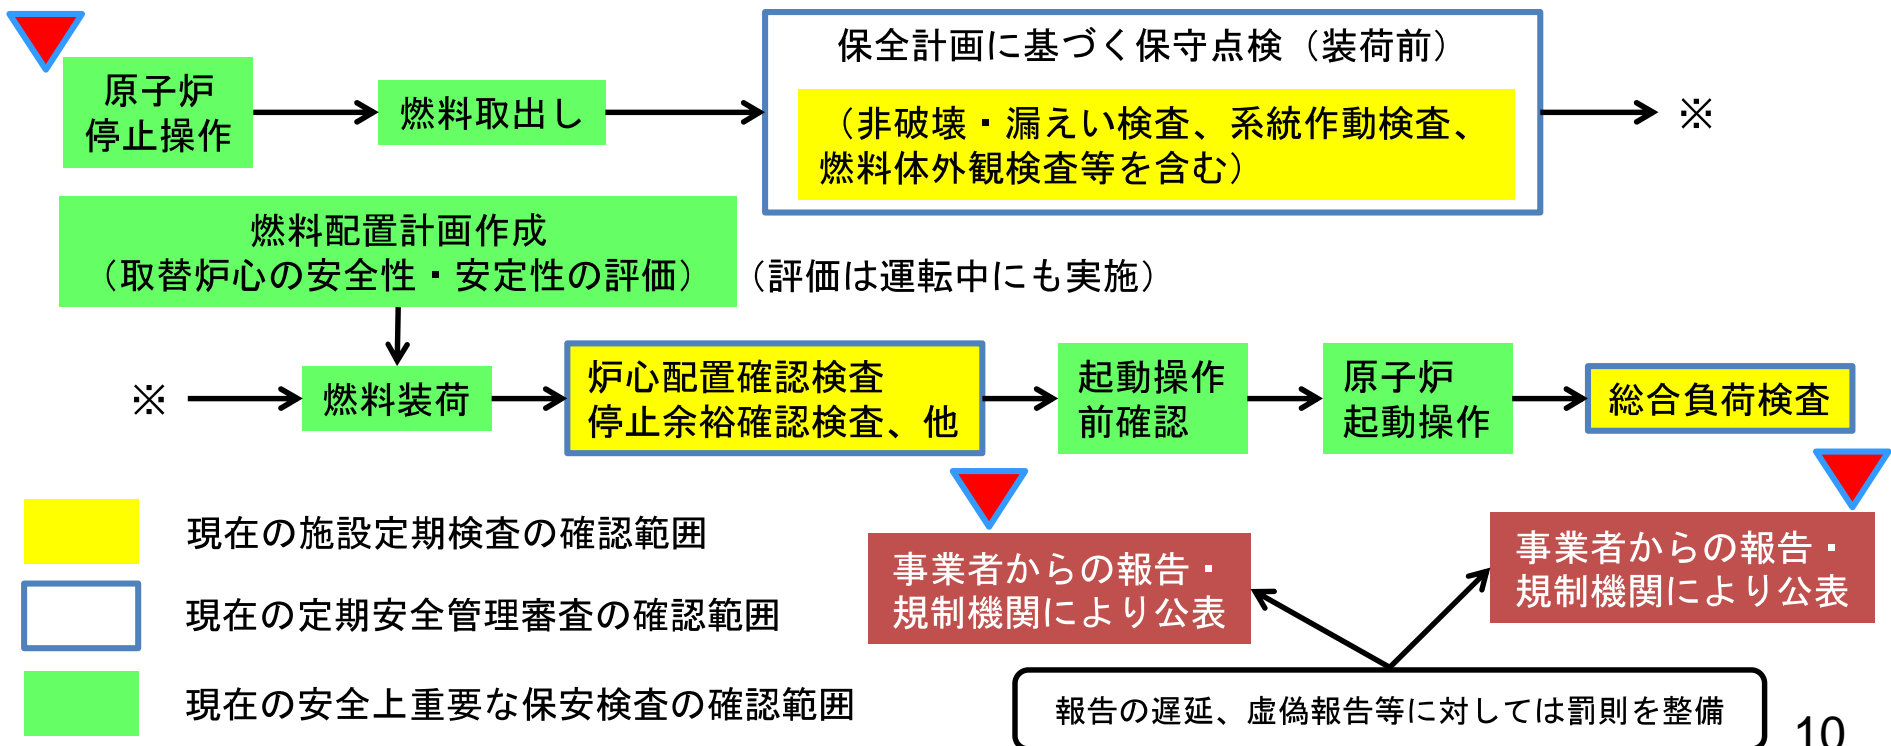 原子炉
停止操作
燃料取出し
保全計画に基づく保守点検（装荷前）
（非破壊・漏えい検査、系統作動検査、
燃料体外観検査等を含む）
※
燃料配置計画作成
（取替炉心の安全性・安定性の評価）
（評価は運転中にも実施）
※
燃料装荷
炉心配置確認検査
停止余裕確認検査、他
起動操作
前確認
原子炉
起動操作
総合負荷検査
現在の施設定期検査の確認範囲
現在の定期安全管理審査の確認範囲
現在の安全上重要な保安検査の確認範囲
事業者からの報告・
規制機関により公表
事業者からの報告・
規制機関により公表
報告の遅延、虚偽報告等に対しては罰則を整備
10